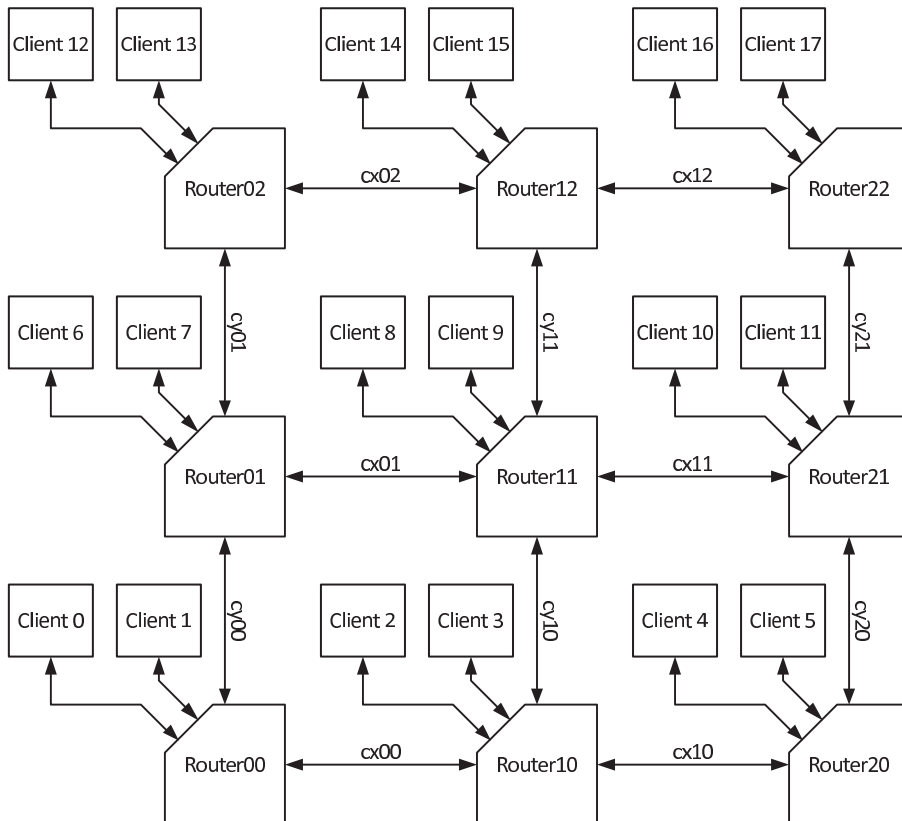 Client 12
Client 13
Client 14
Client 15
Client 16
Client 17
Router02
cx02
Router12
cx12
Router22
cy01
cy11
cy21
Client 6
Client 7
Client 8
Client 9
Client 10
Client 11
Router01
cx01
Router11
cx11
Router21
cy00
cy10
cy20
Client 0
Client 1
Client 2
Client 3
Client 4
Client 5
Router00
cx00
Router10
cx10
Router20